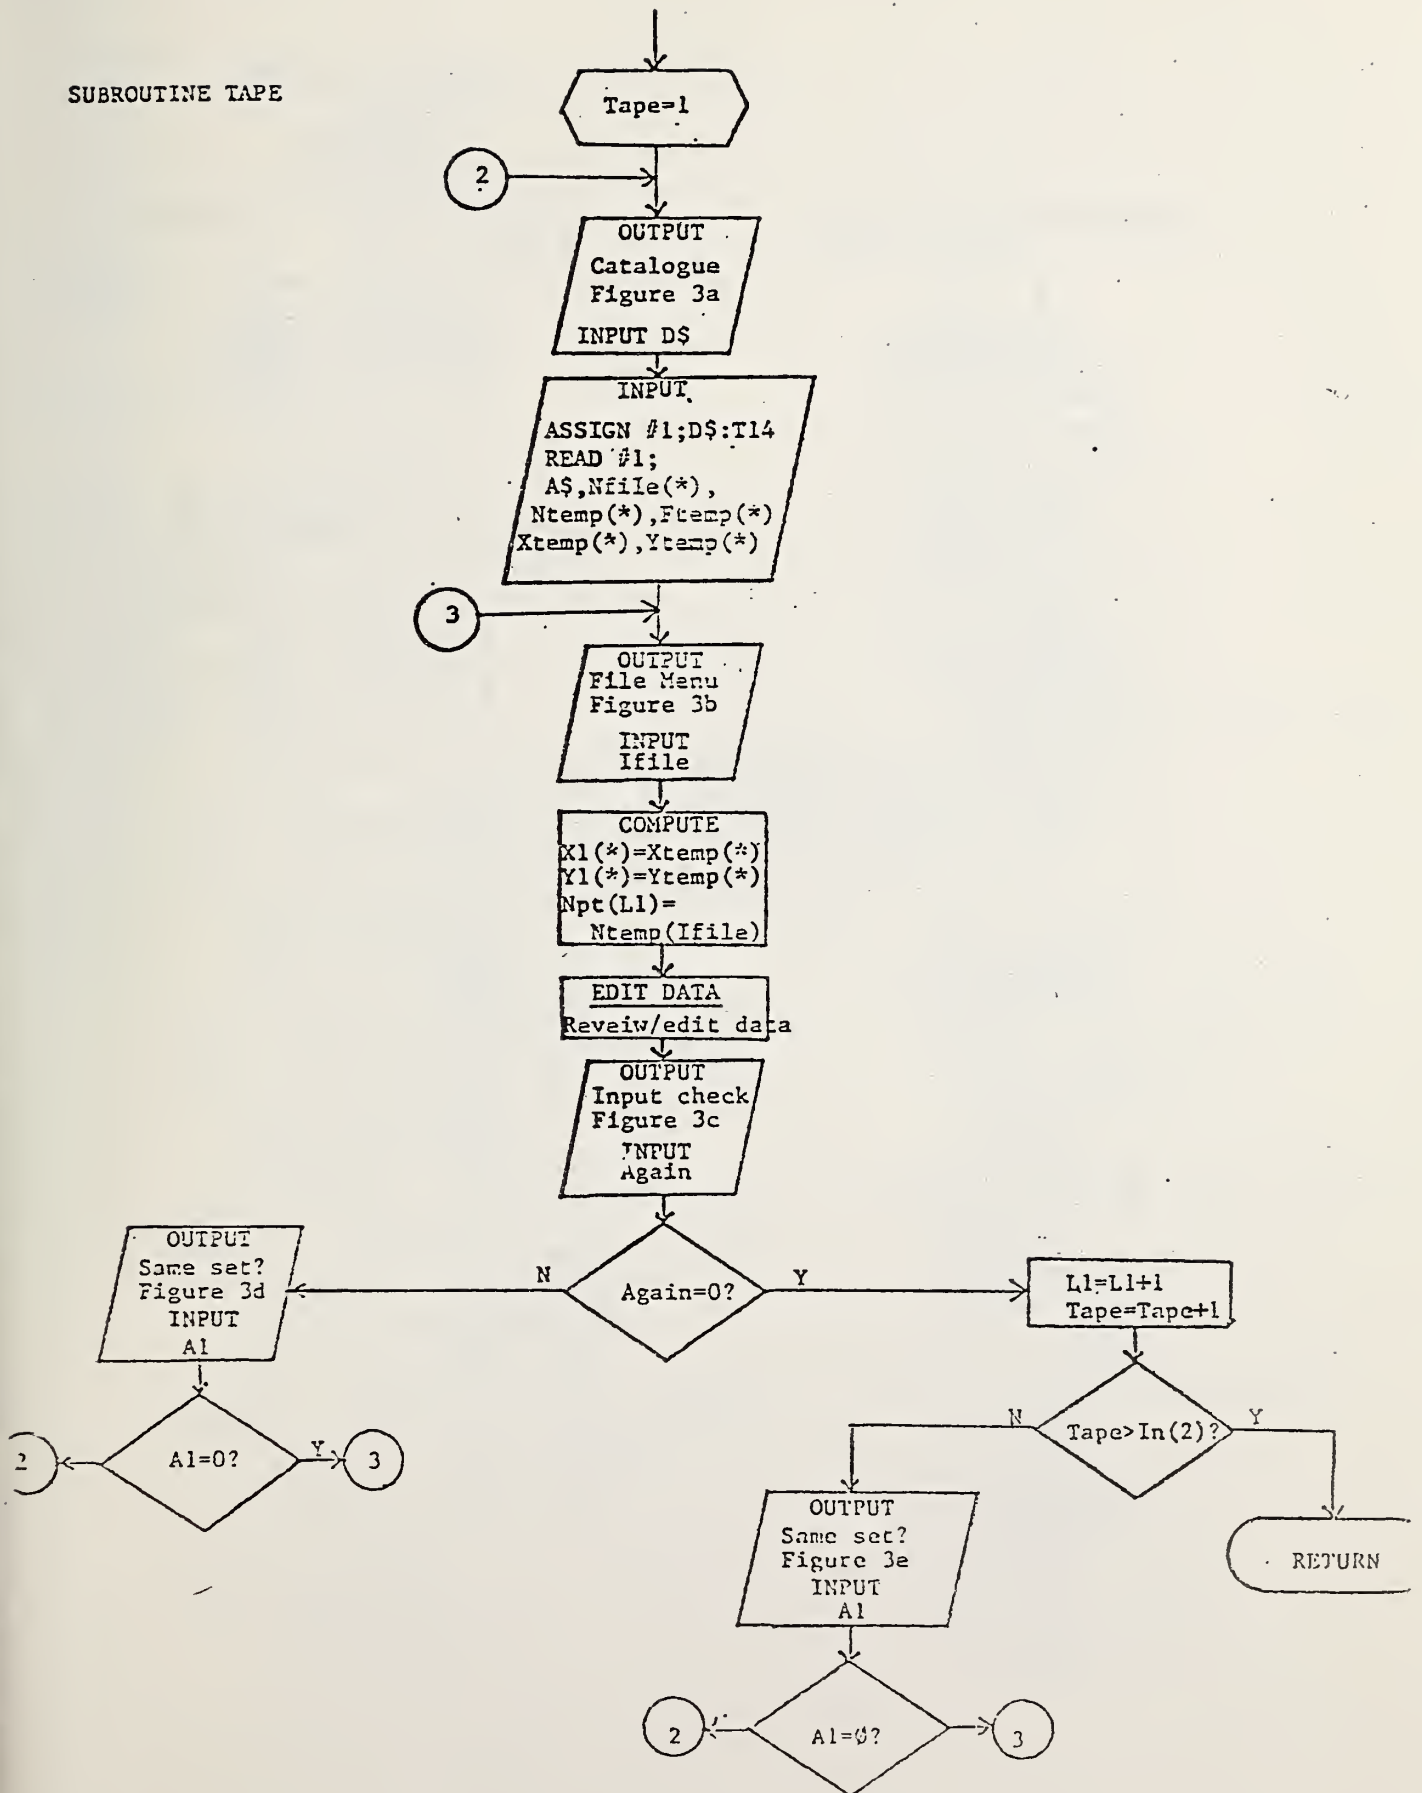 SUBROUTINE TAPE
Tape=1
2
OUTPUT
Catalogue
Figure 3a
INPUT D$
INPUT
ASSIGN #1;D$:T14
READ #1;
A$,Nfile(*),
Ntemp(*),Ftemp(*)
Xtemp(*),Ytemp(*)
3
OUTPUT
File Menu
Figure 3b
INPUT
Ifile
COMPUTE
X1(*)=Xtemp(*)
Y1(*)=Ytemp(*)
Npt(L1)=
Ntemp(Ifile)
EDIT DATA
Reveiw/edit data
OUTPUT
Input check
Figure 3c
INPUT
Again
Again=0?
N
Y
OUTPUT
Same set?
Figure 3d
INPUT
A1
A1=0?
2
Y
3
L1=L1+1
Tape=Tape+1
Tape>In(2)?
N
Y
RETURN
OUTPUT
Same set?
Figure 3e
INPUT
A1
A1=0?
2
3